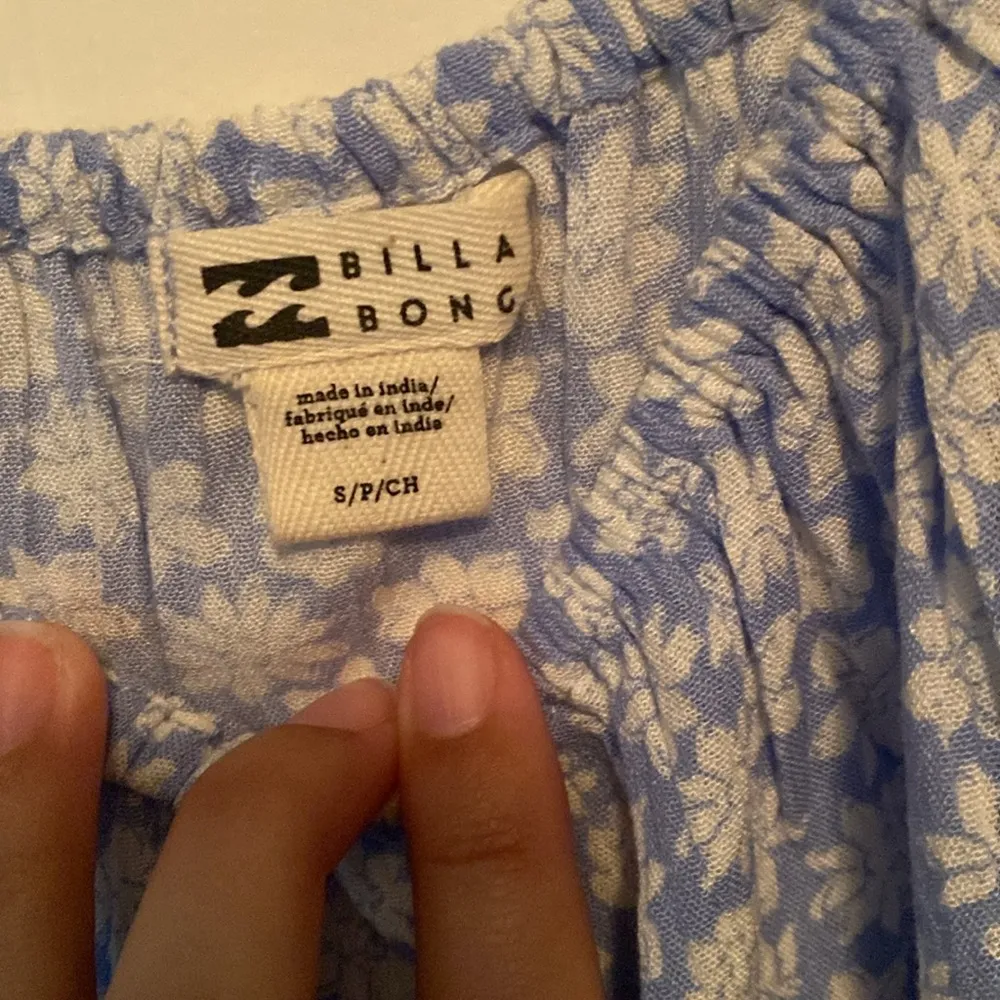 BILLA
BONG
made in india/
fabriqué en inde/
hecho en india
S/P/CH